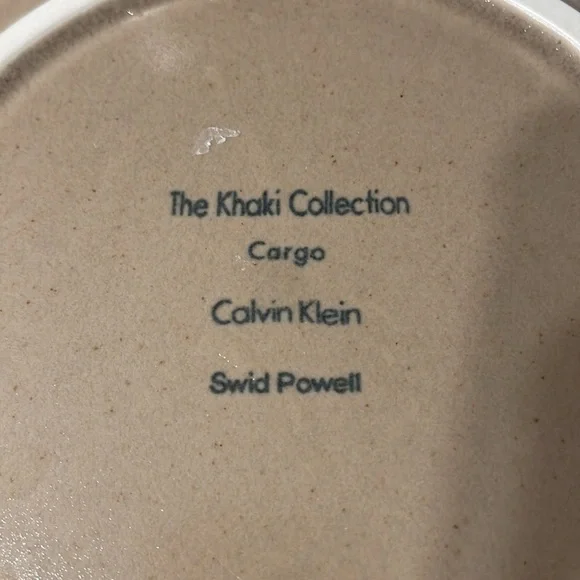 The Khaki Collection
Cargo
Calvin Klein
Swid Powell